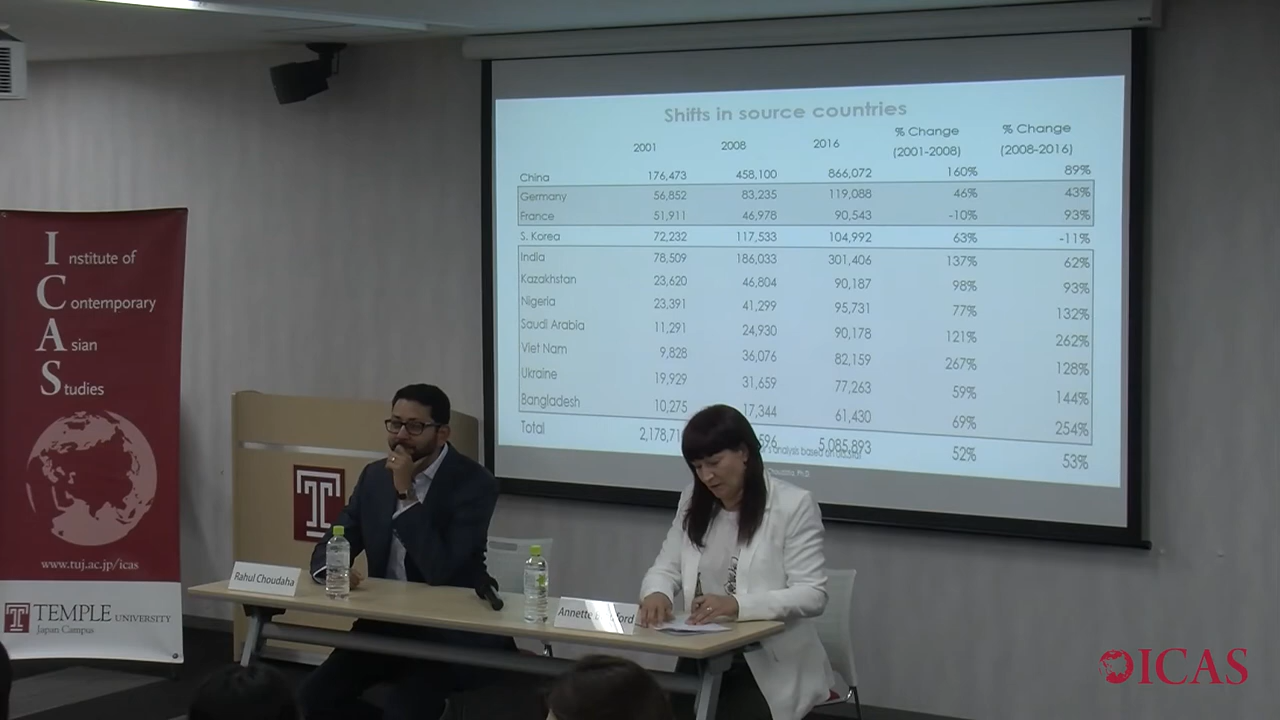 Shifts in source countries
2001 2008 2016 % Change (2001-2008) % Change (2008-2016)
China 176,473 458,100 866,072 160% 89%
Germany 56,852 83,235 119,088 46% 43%
France 51,911 46,978 90,543 -10% 93%
S. Korea 72,232 117,533 104,992 63% -11%
India 78,509 186,033 301,406 137% 62%
Kazakhstan 23,620 46,804 90,187 98% 93%
Nigeria 23,391 41,299 95,731 77% 132%
Saudi Arabia 11,291 24,930 90,178 121% 262%
Viet Nam 9,828 36,076 82,159 267% 128%
Ukraine 19,929 31,659 77,263 59% 144%
Bangladesh 10,275 17,344 61,430 69% 254%
Total 5,085,893 52% 53%
analysis based on
Ph.D.
Institute of
Contemporary
Asian
Studies
www.tuj.ac.jp/icas
TEMPLE UNIVERSITY
Japan Campus
Rahul Choudaha
Annette
ICAS